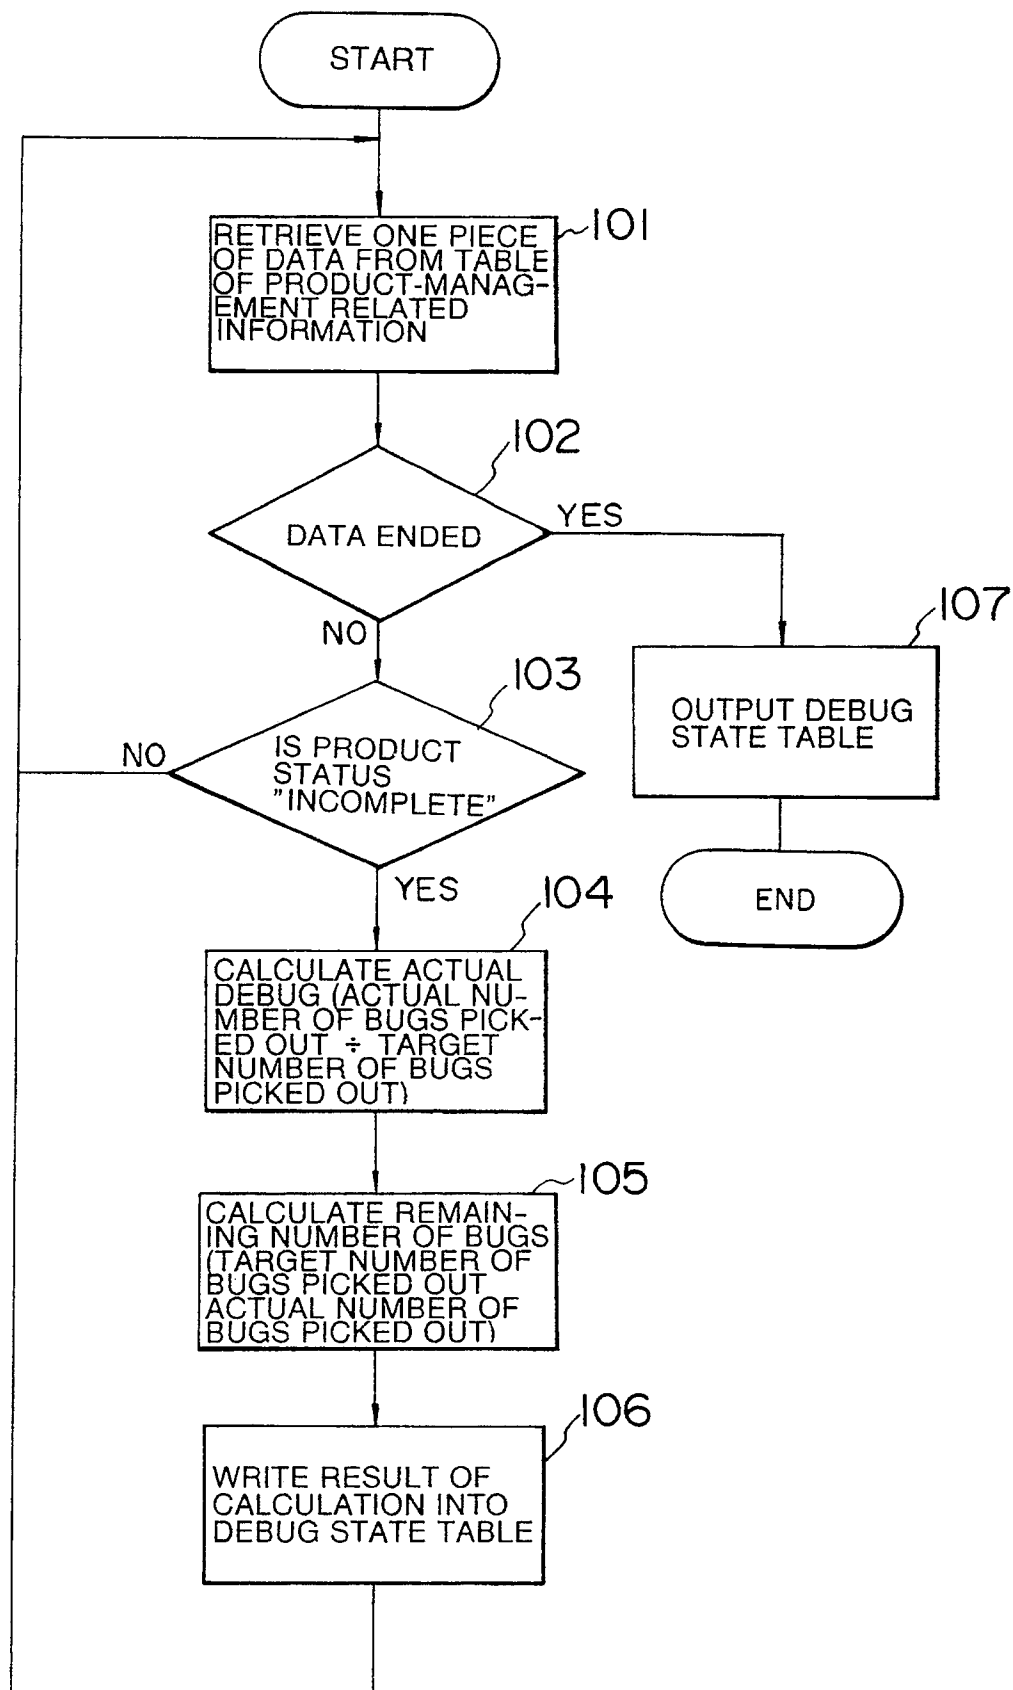 START
101
RETRIEVE ONE PIECE
OF DATA FROM TABLE
OF PRODUCT-MANAG-
EMENT RELATED
INFORMATION
102
DATA ENDED
YES
NO
107
OUTPUT DEBUG
STATE TABLE
END
103
IS PRODUCT
STATUS
"INCOMPLETE"
NO
YES
104
CALCULATE ACTUAL
DEBUG (ACTUAL NU-
MBER OF BUGS PICK-
ED OUT ÷ TARGET
NUMBER OF BUGS
PICKED OUT)
105
CALCULATE REMAIN-
ING NUMBER OF BUGS
(TARGET NUMBER OF
BUGS PICKED OUT
ACTUAL NUMBER OF
BUGS PICKED OUT)
106
WRITE RESULT OF
CALCULATION INTO
DEBUG STATE TABLE